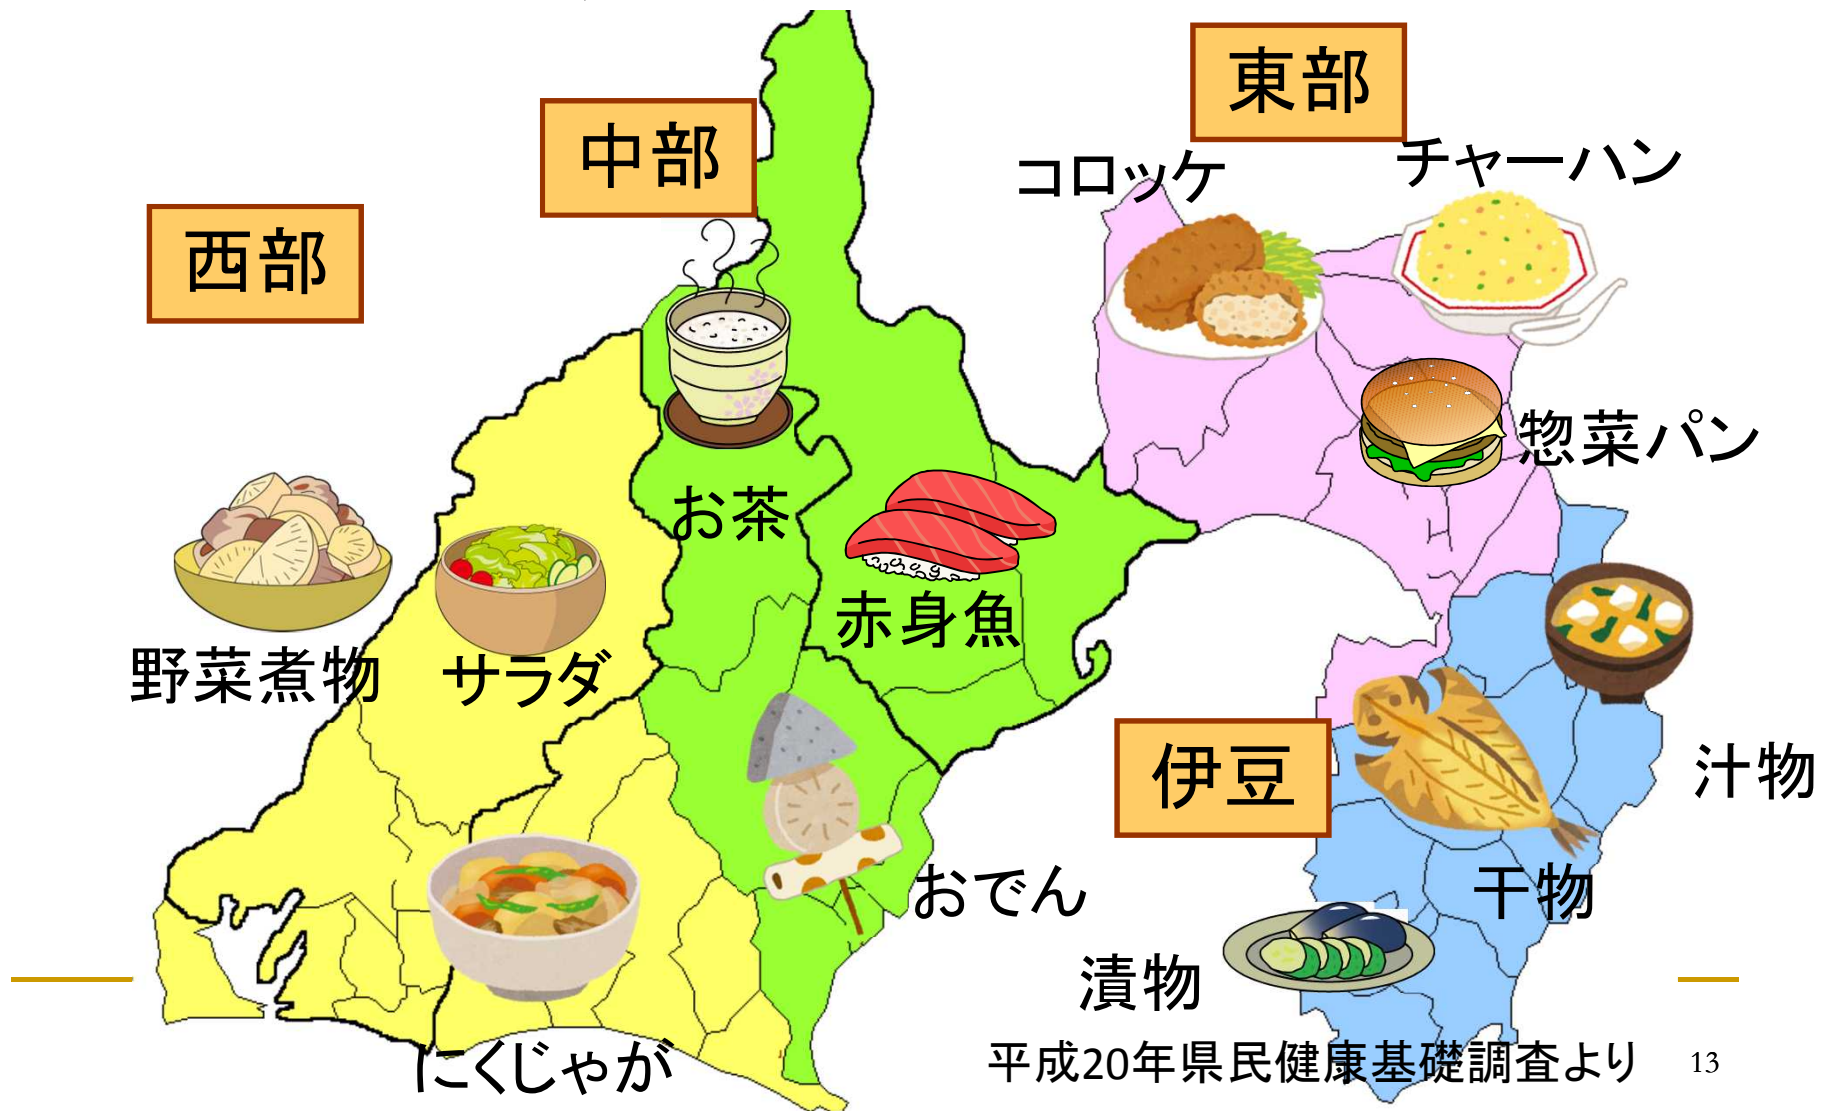 東部
中部
コロッケ
チャーハン
西部
惣菜パン
お茶
赤身魚
野菜煮物
サラダ
伊豆
汁物
おでん
干物
漬物
にくじゃが
平成20年県民健康基礎調査より
13